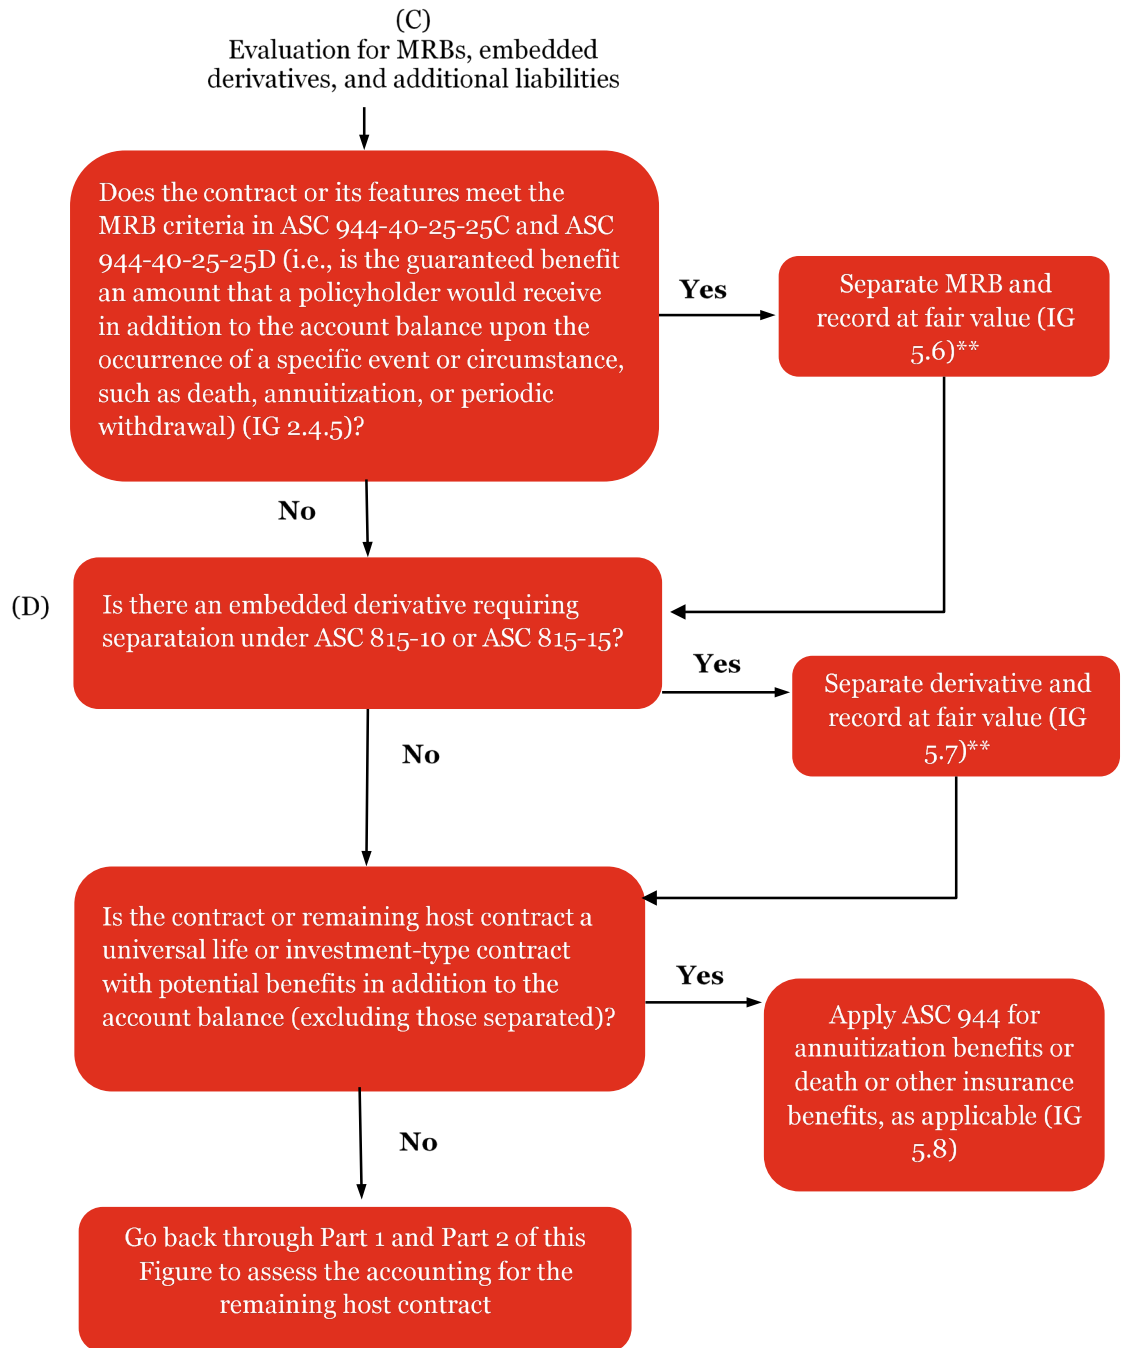 (C)
Evaluation for MRBs, embedded
derivatives, and additional liabilities
Does the contract or its features meet the
MRB criteria in ASC 944-40-25-25C and ASC
944-40-25-25D (i.e., is the guaranteed benefit
an amount that a policyholder would receive
in addition to the account balance upon the
occurrence of a specific event or circumstance,
such as death, annuitization, or periodic
withdrawal) (IG 2.4.5)?
Yes
Separate MRB and
record at fair value (IG
5.6)**
No
(D)
Is there an embedded derivative requiring
separataion under ASC 815-10 or ASC 815-15?
Yes
Separate derivative and
record at fair value (IG
5.7)**
No
Is the contract or remaining host contract a
universal life or investment-type contract
with potential benefits in addition to the
account balance (excluding those separated)?
Yes
Apply ASC 944 for
annuitization benefits or
death or other insurance
benefits, as applicable (IG
5.8)
No
Go back through Part 1 and Part 2 of this
Figure to assess the accounting for the
remaining host contract